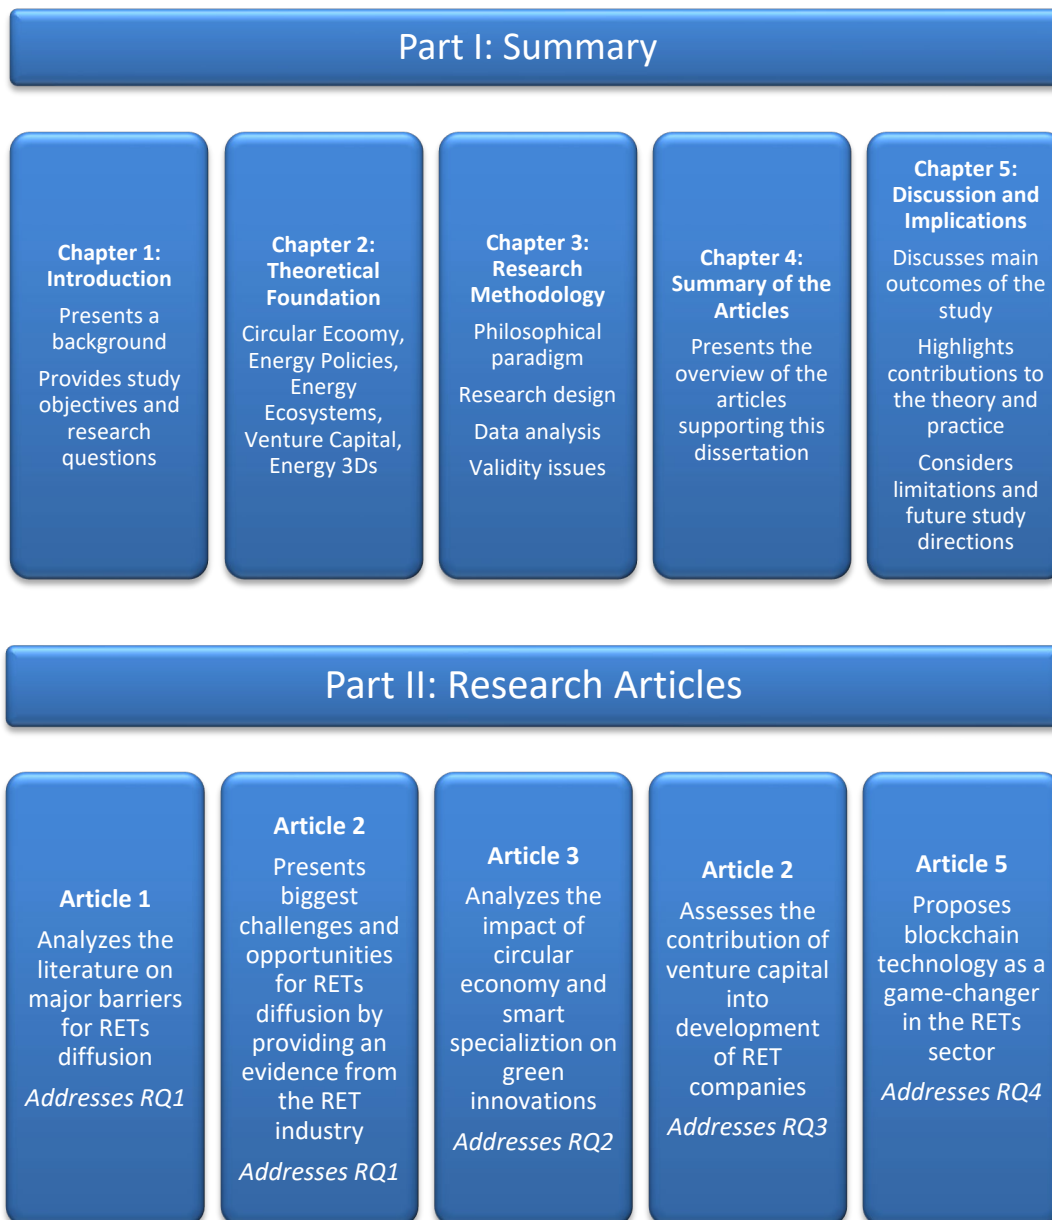 Part I: Summary
Chapter 1:
Introduction
Presents a
background
Provides study
objectives and
research
questions
Chapter 2:
Theoretical
Foundation
Circular Ecoomy,
Energy Policies,
Energy
Ecosystems,
Venture Capital,
Energy 3Ds
Chapter 3:
Research
Methodology
Philosophical
paradigm
Research design
Data analysis
Validity issues
Chapter 4:
Summary of the
Articles
Presents the
overview of the
articles
supporting this
dissertation
Chapter 5:
Discussion and
Implications
Discusses main
outcomes of the
study
Highlights
contributions to
the theory and
practice
Considers
limitations and
future study
directions
Part II: Research Articles
Article 1
Analyzes the
literature on
major barriers
for RETs
diffusion
Addresses RQ1
Article 2
Presents
biggest
challenges and
opportunities
for RETs
diffusion by
providing an
evidence from
the RET
industry
Addresses RQ1
Article 3
Analyzes the
impact of
circular
economy and
smart
specializtion on
green
innovations
Addresses RQ2
Article 2
Assesses the
contribution of
venture capital
into
development
of RET
companies
Addresses RQ3
Article 5
Proposes
blockchain
technology as a
game-changer
in the RETs
sector
Addresses RQ4